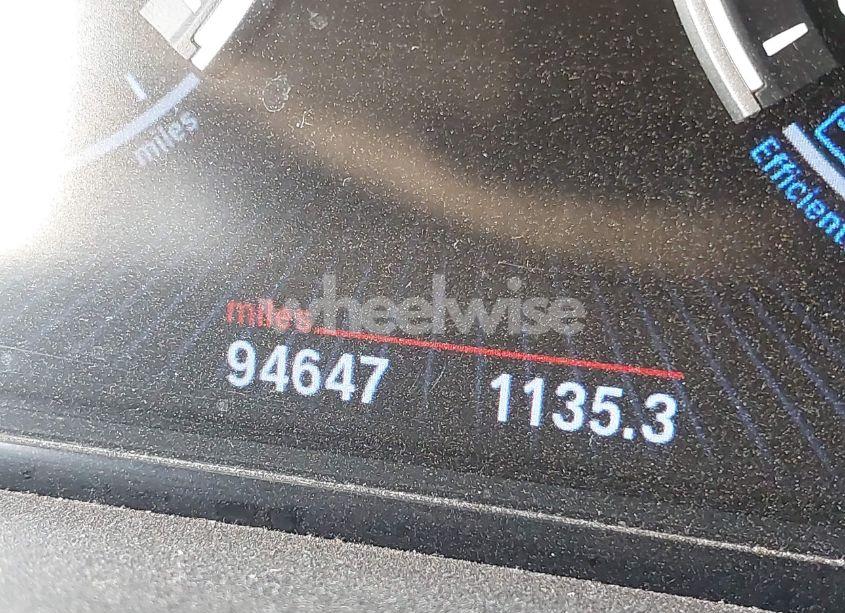 miles
Efficient
wheelwise
miles
94647 1135.3